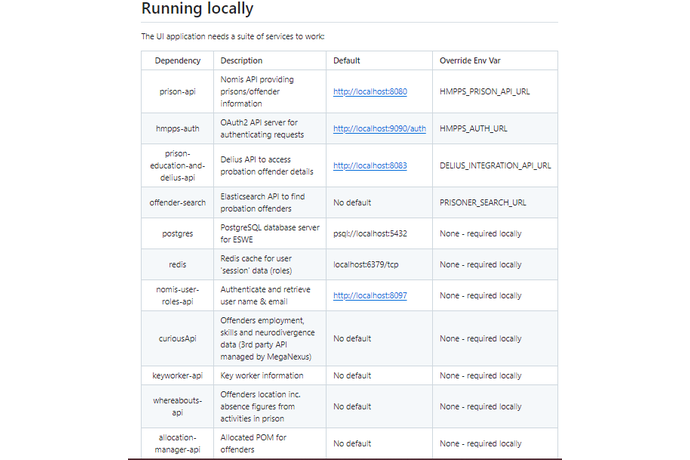 Running locally
The UI application needs a suite of services to work:
Dependency Description Default Override Env Var
prison-api Nomis API providing prisons/offender information http://localhost:8080 HMPPS_PRISON_API_URL
hmpps-auth OAuth2 API server for authenticating requests http://localhost:9090/auth HMPPS_AUTH_URL
prison-education-and-delius-api Delius API to access probation offender details http://localhost:8083 DELIUS_INTEGRATION_API_URL
offender-search Elasticsearch API to find probation offenders No default PRISONER_SEARCH_URL
postgres PostgreSQL database server for ESWE psql://localhost:5432 None - required locally
redis Redis cache for user 'session' data (roles) localhost:6379/tcp None - required locally
nomis-user-roles-api Authenticate and retrieve user name & email http://localhost:8097 None - required locally
curiousApi Offenders employment, skills and neurodivergence data (3rd party API managed by MegaNexus) No default None - required locally
keyworker-api Key worker information No default None - required locally
whereabouts-api Offenders location inc. absence figures from activities in prison No default None - required locally
allocation-manager-api Allocated POM for offenders No default None - required locally